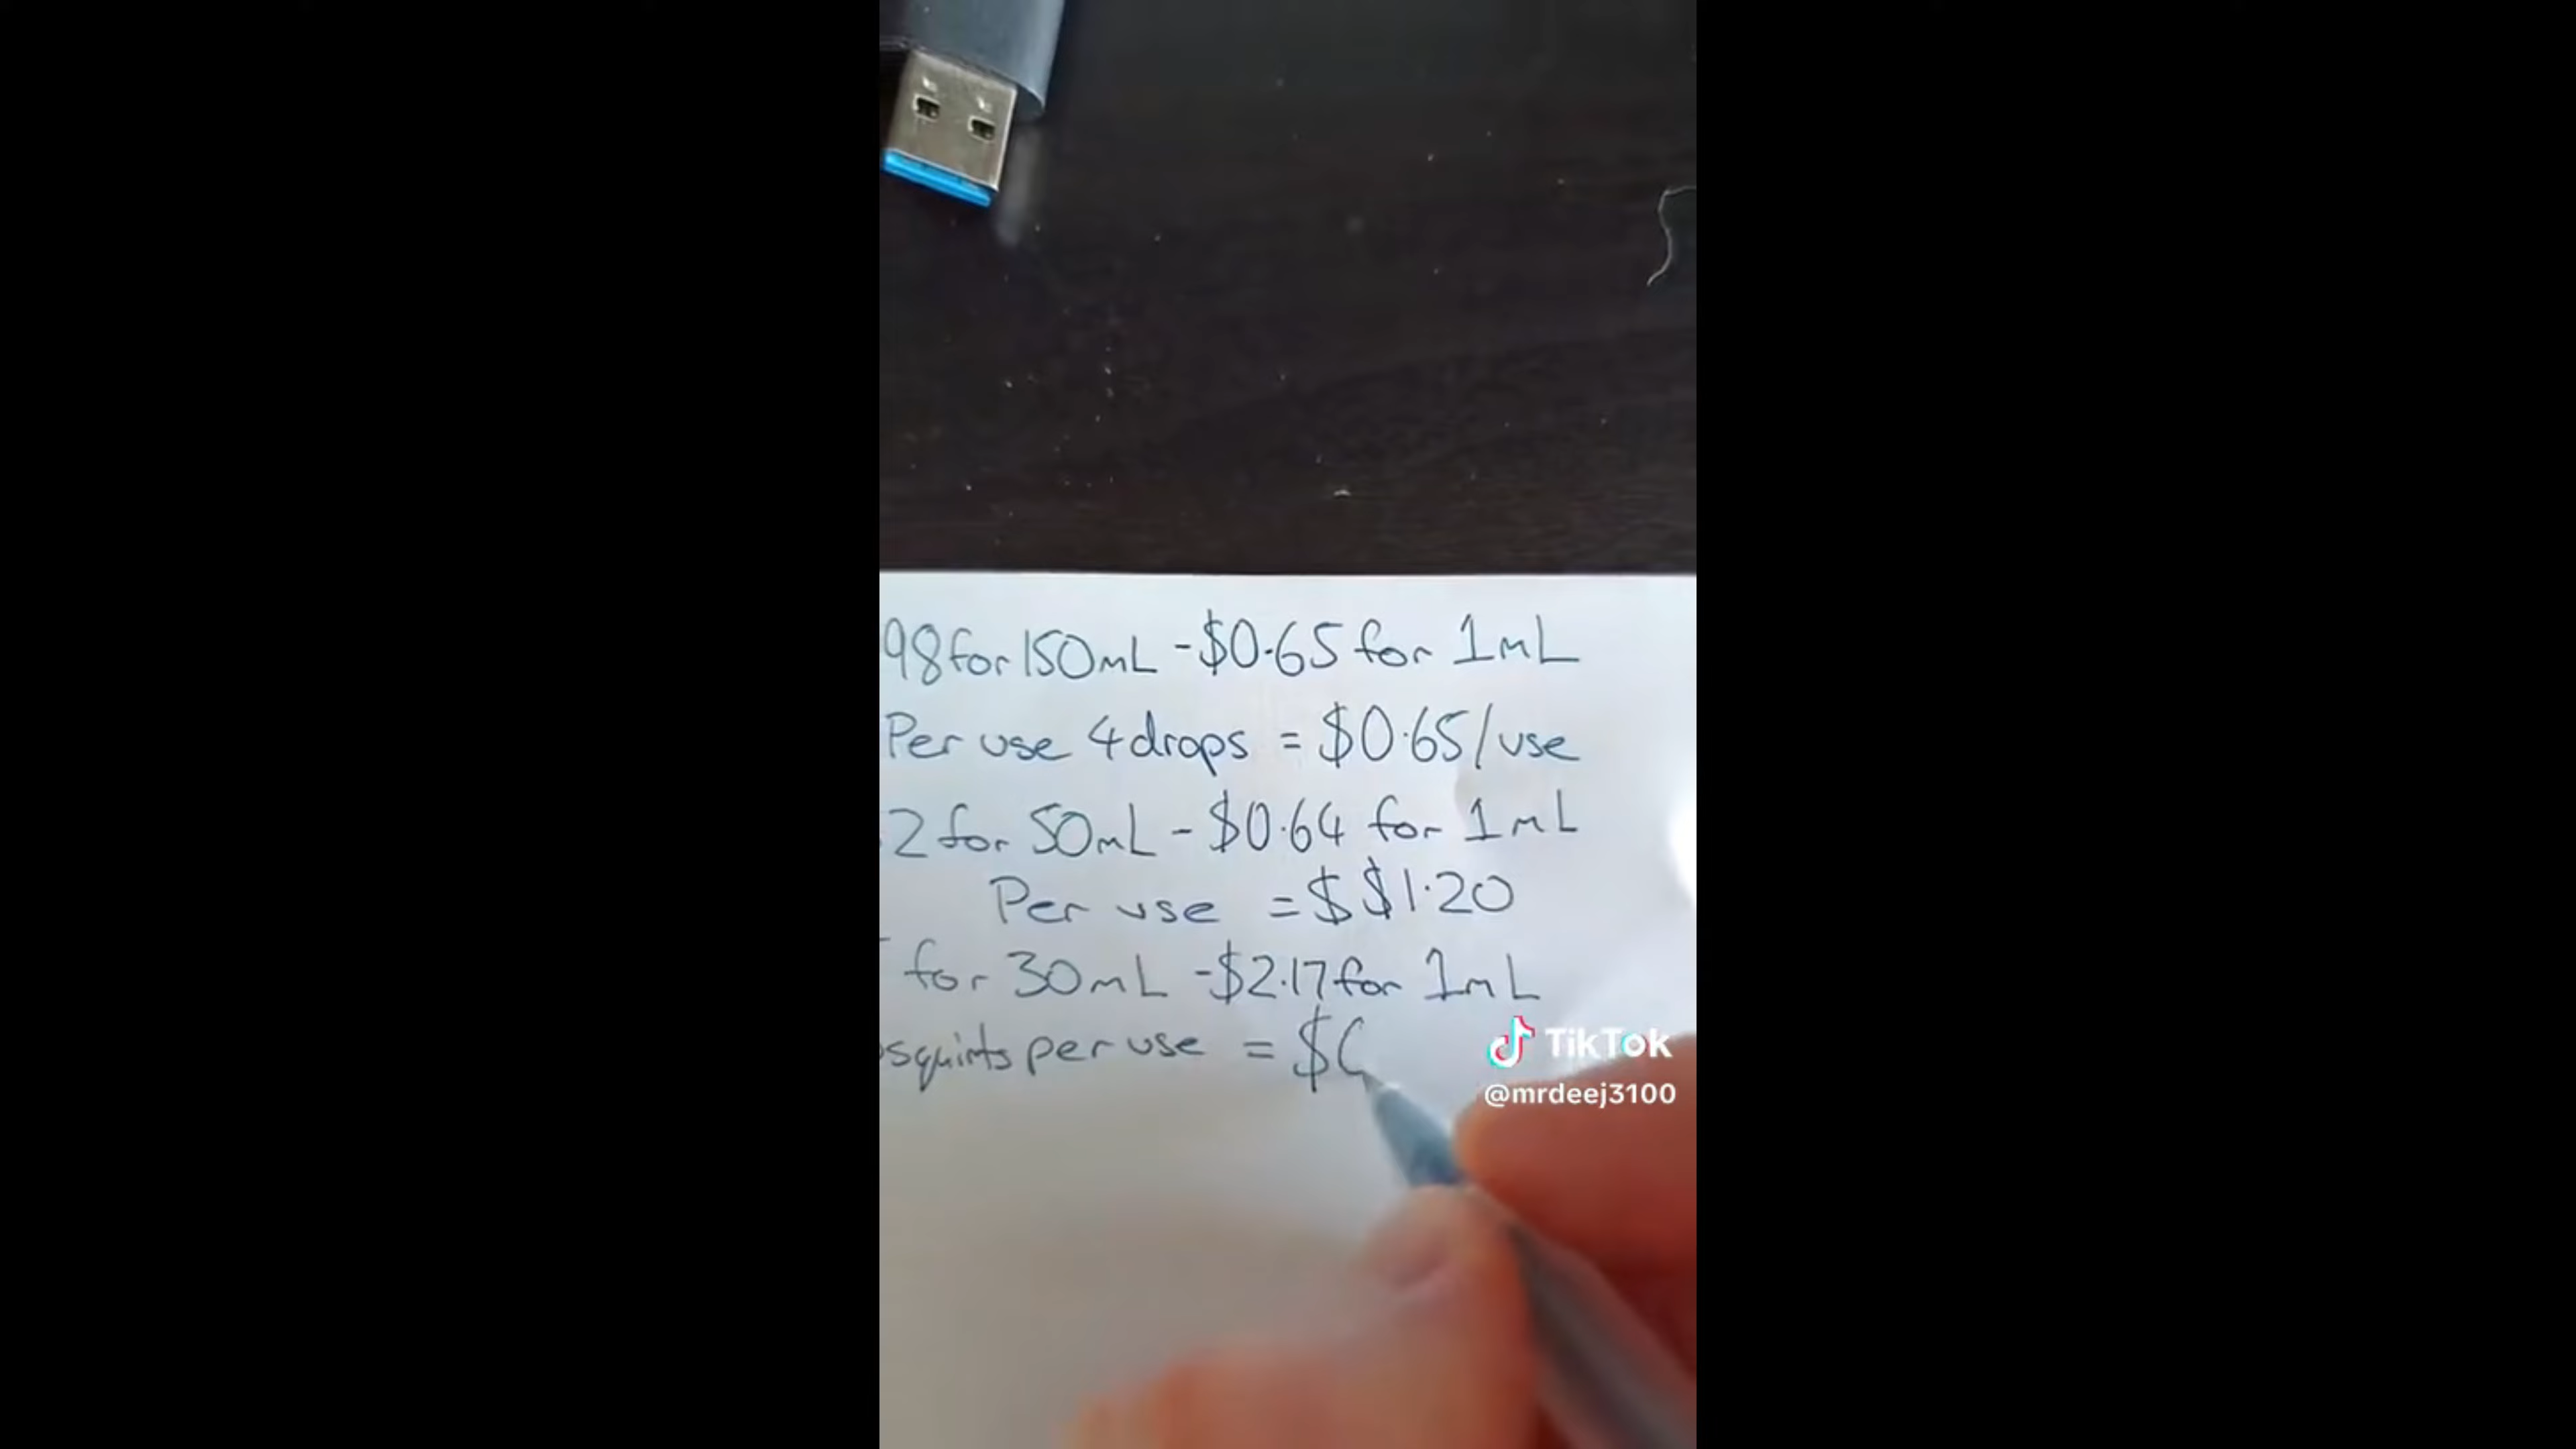 98 for 150mL - $0.65 for 1mL
Per use 4 drops = $0.65/use
2 for 50mL - $0.64 for 1mL
Per use = $ $1.20
for 30mL - $2.17 for 1mL
squirts per use = $
TikTok
@mrdeej3100